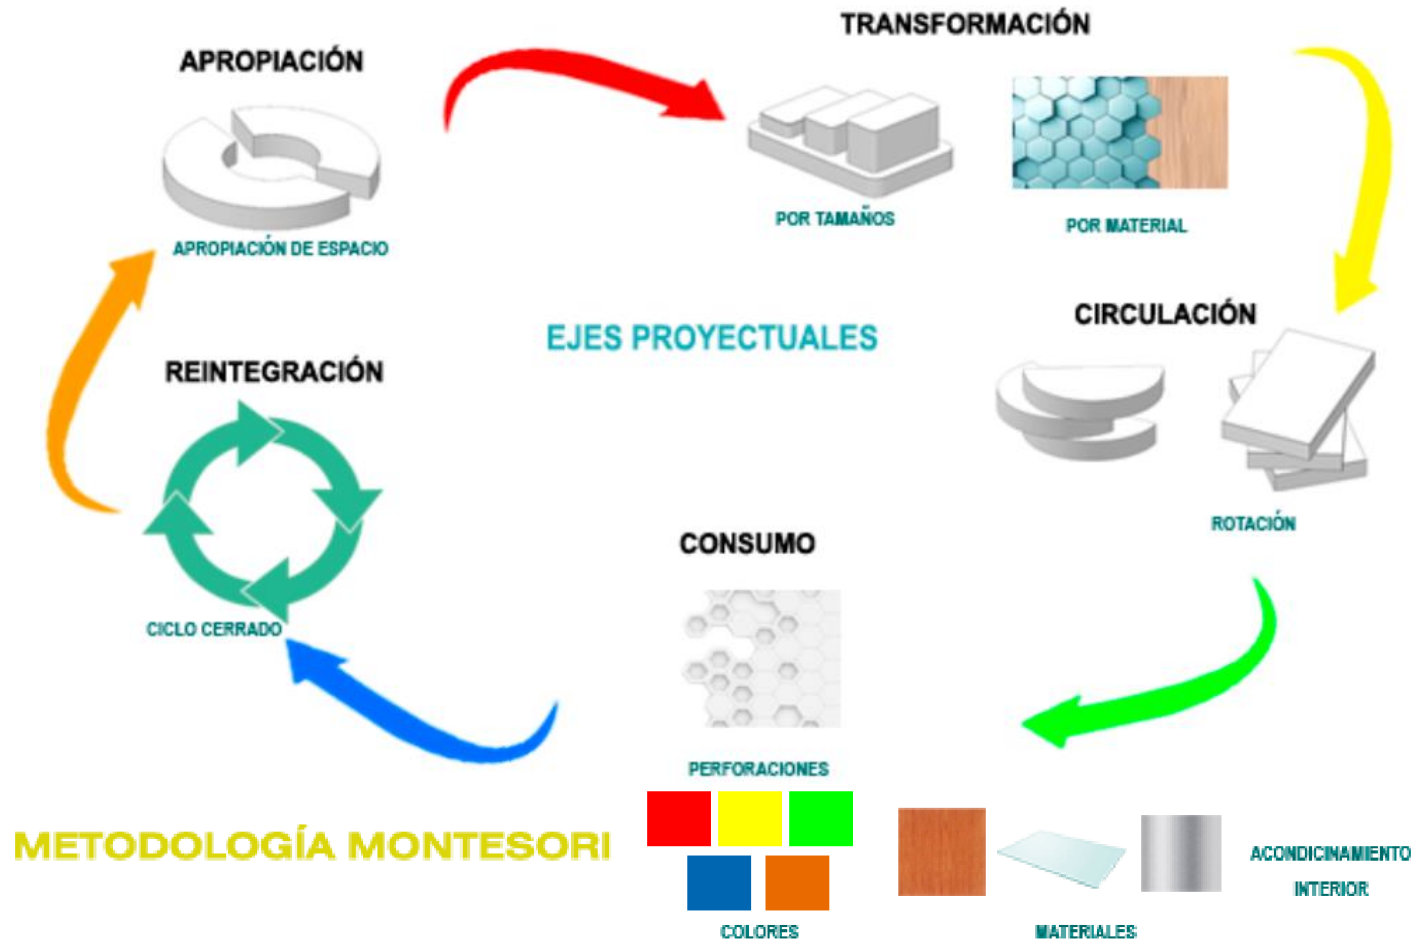 TRANSFORMACIÓN
APROPIACIÓN
POR TAMAÑOS
POR MATERIAL
APROPIACIÓN DE ESPACIO
CIRCULACIÓN
EJES PROYECTUALES
REINTEGRACIÓN
ROTACIÓN
CONSUMO
CICLO CERRADO
PERFORACIONES
METODOLOGÍA MONTESORI
ACONDICINAMIENTO
INTERIOR
COLORES
MATERIALES